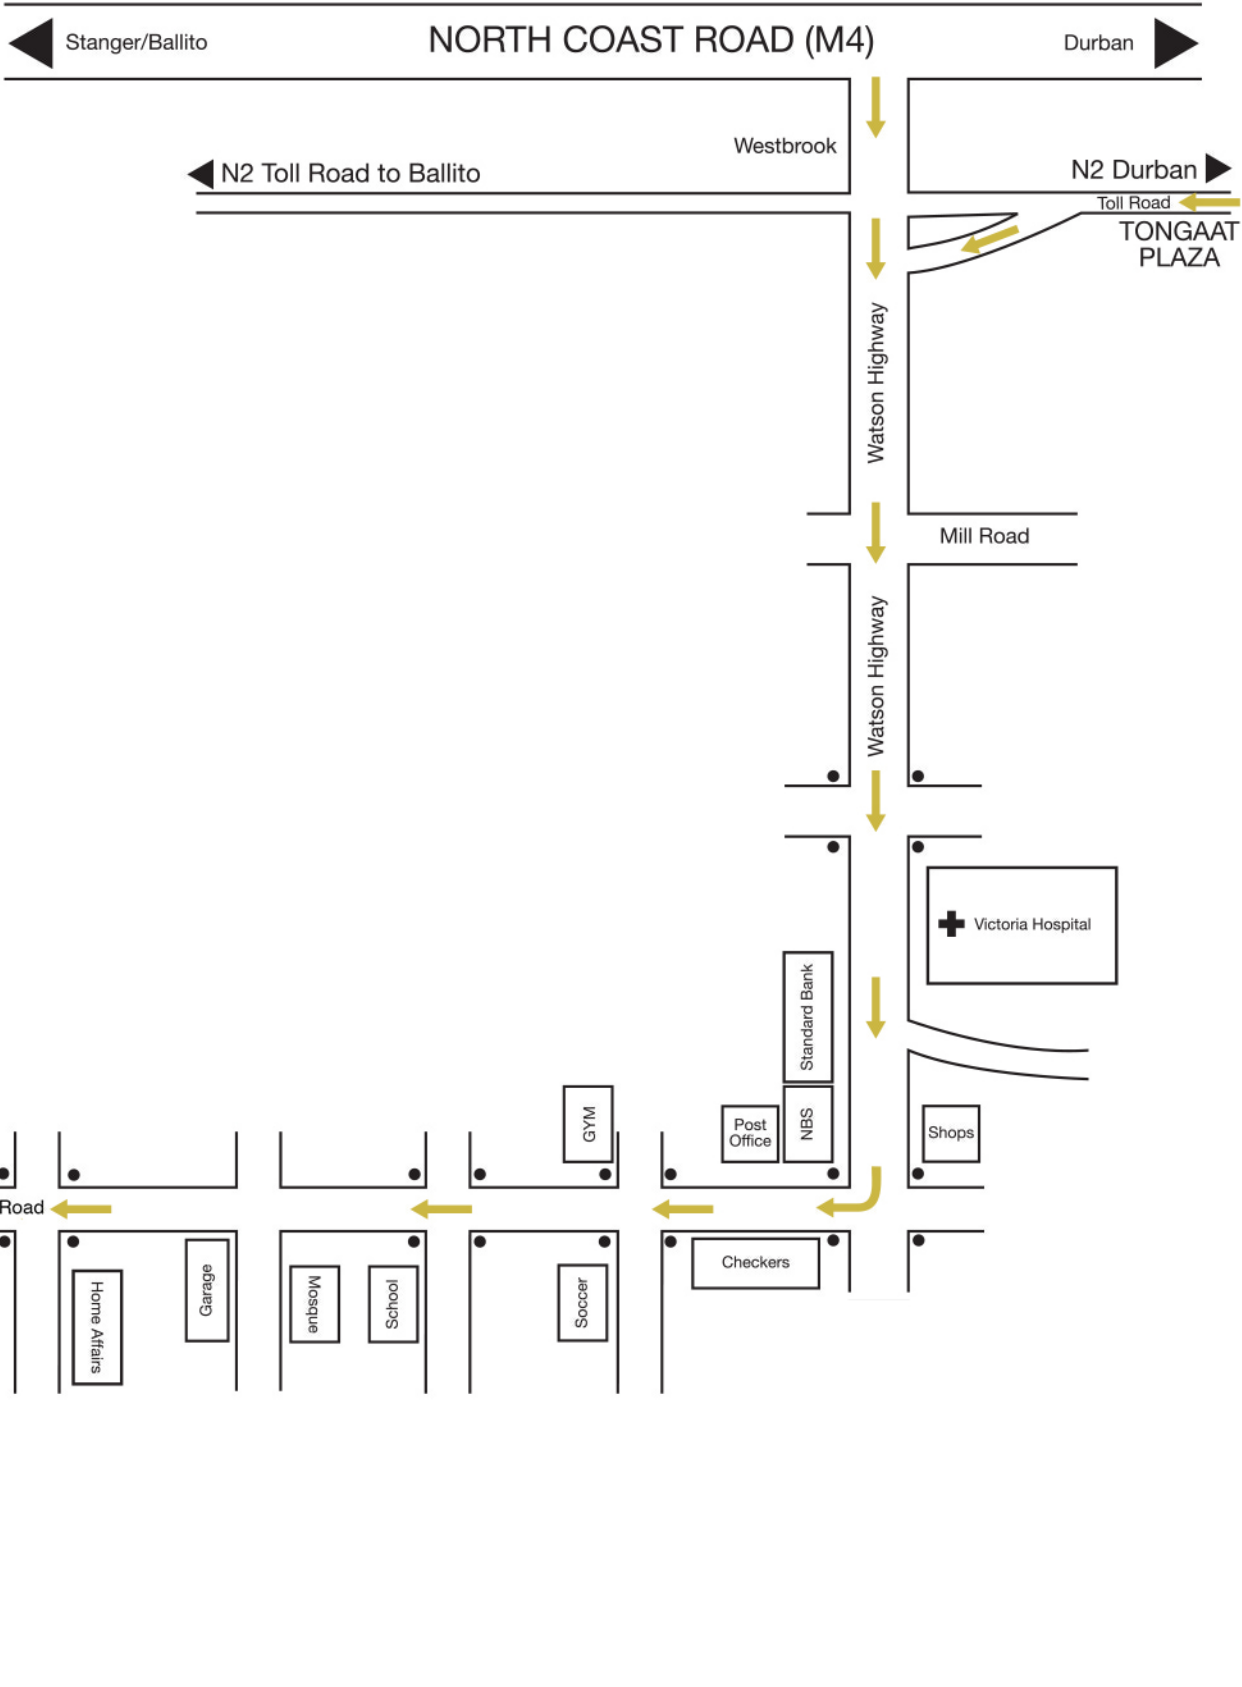 Stanger/Ballito
NORTH COAST ROAD (M4)
Durban
Westbrook
N2 Toll Road to Ballito
N2 Durban
Toll Road
TONGAAT
PLAZA
Watson Highway
Mill Road
Watson Highway
Victoria Hospital
Standard Bank
GYM
Post
Office
NBS
Shops
Road
Checkers
Home Affairs
Garage
Mosque
School
Soccer